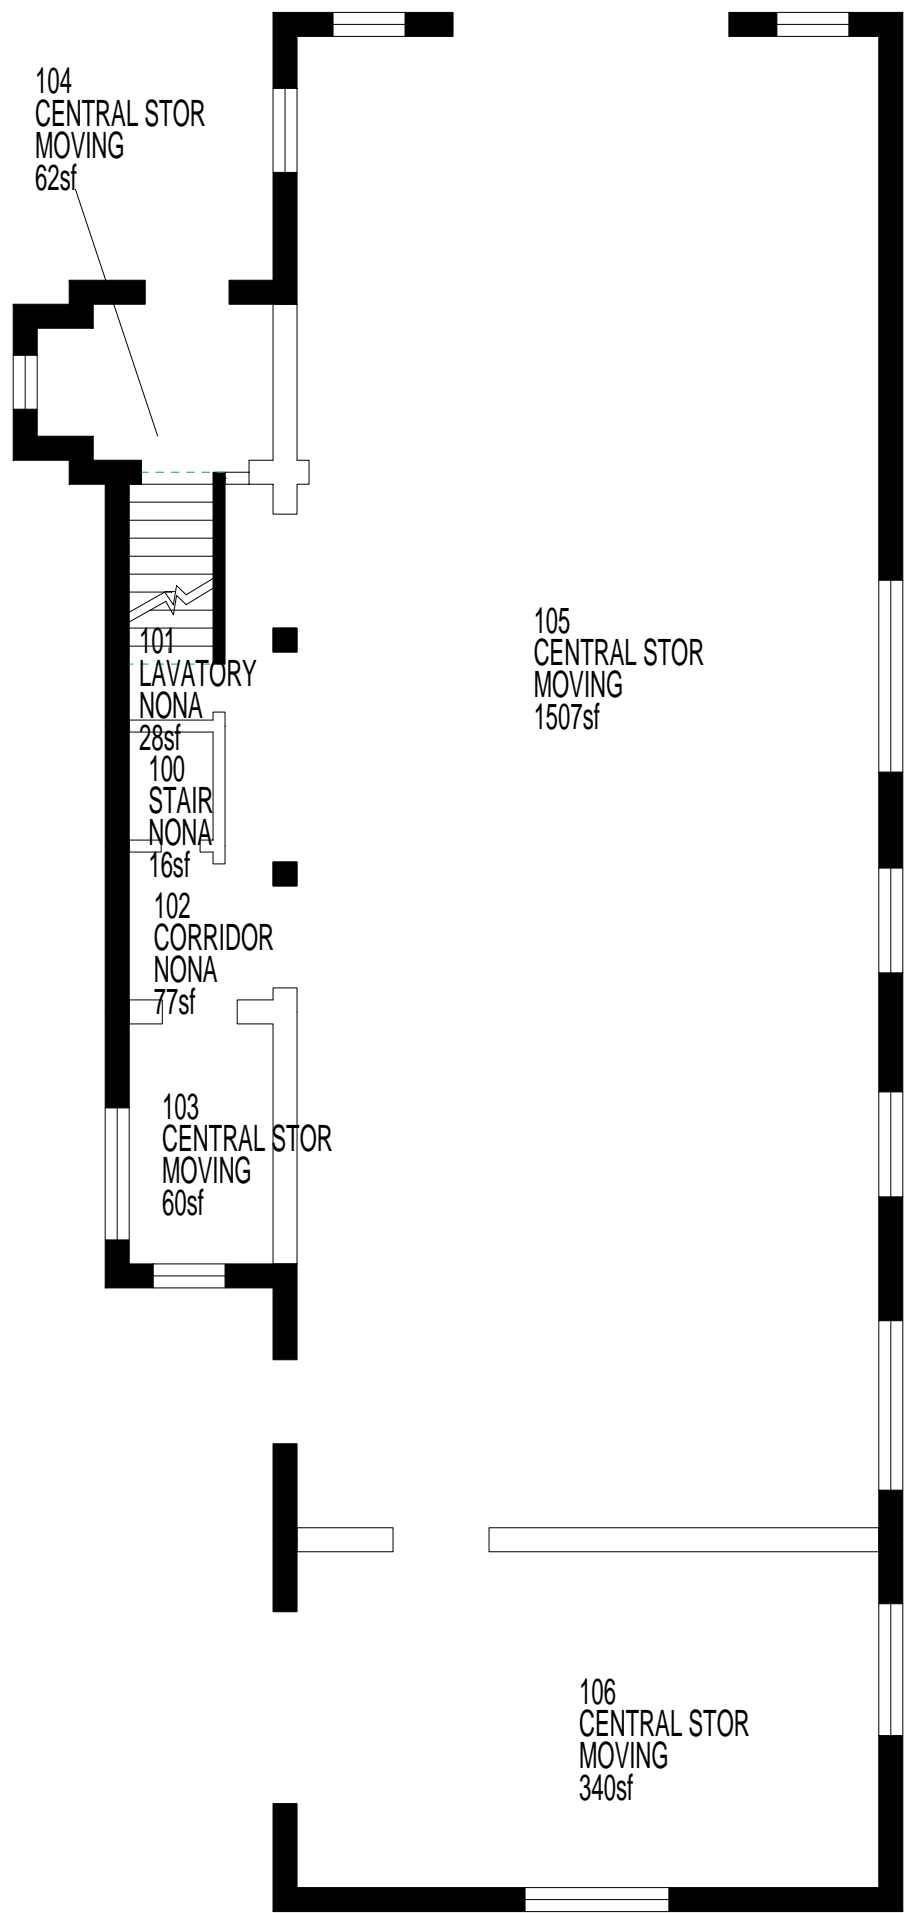 104
CENTRAL STOR
MOVING
62sf
105
CENTRAL STOR
MOVING
1507sf
101
LAVATORY
NONA
28sf
100
STAIR
NONA
16sf
102
CORRIDOR
NONA
77sf
103
CENTRAL STOR
MOVING
60sf
106
CENTRAL STOR
MOVING
340sf